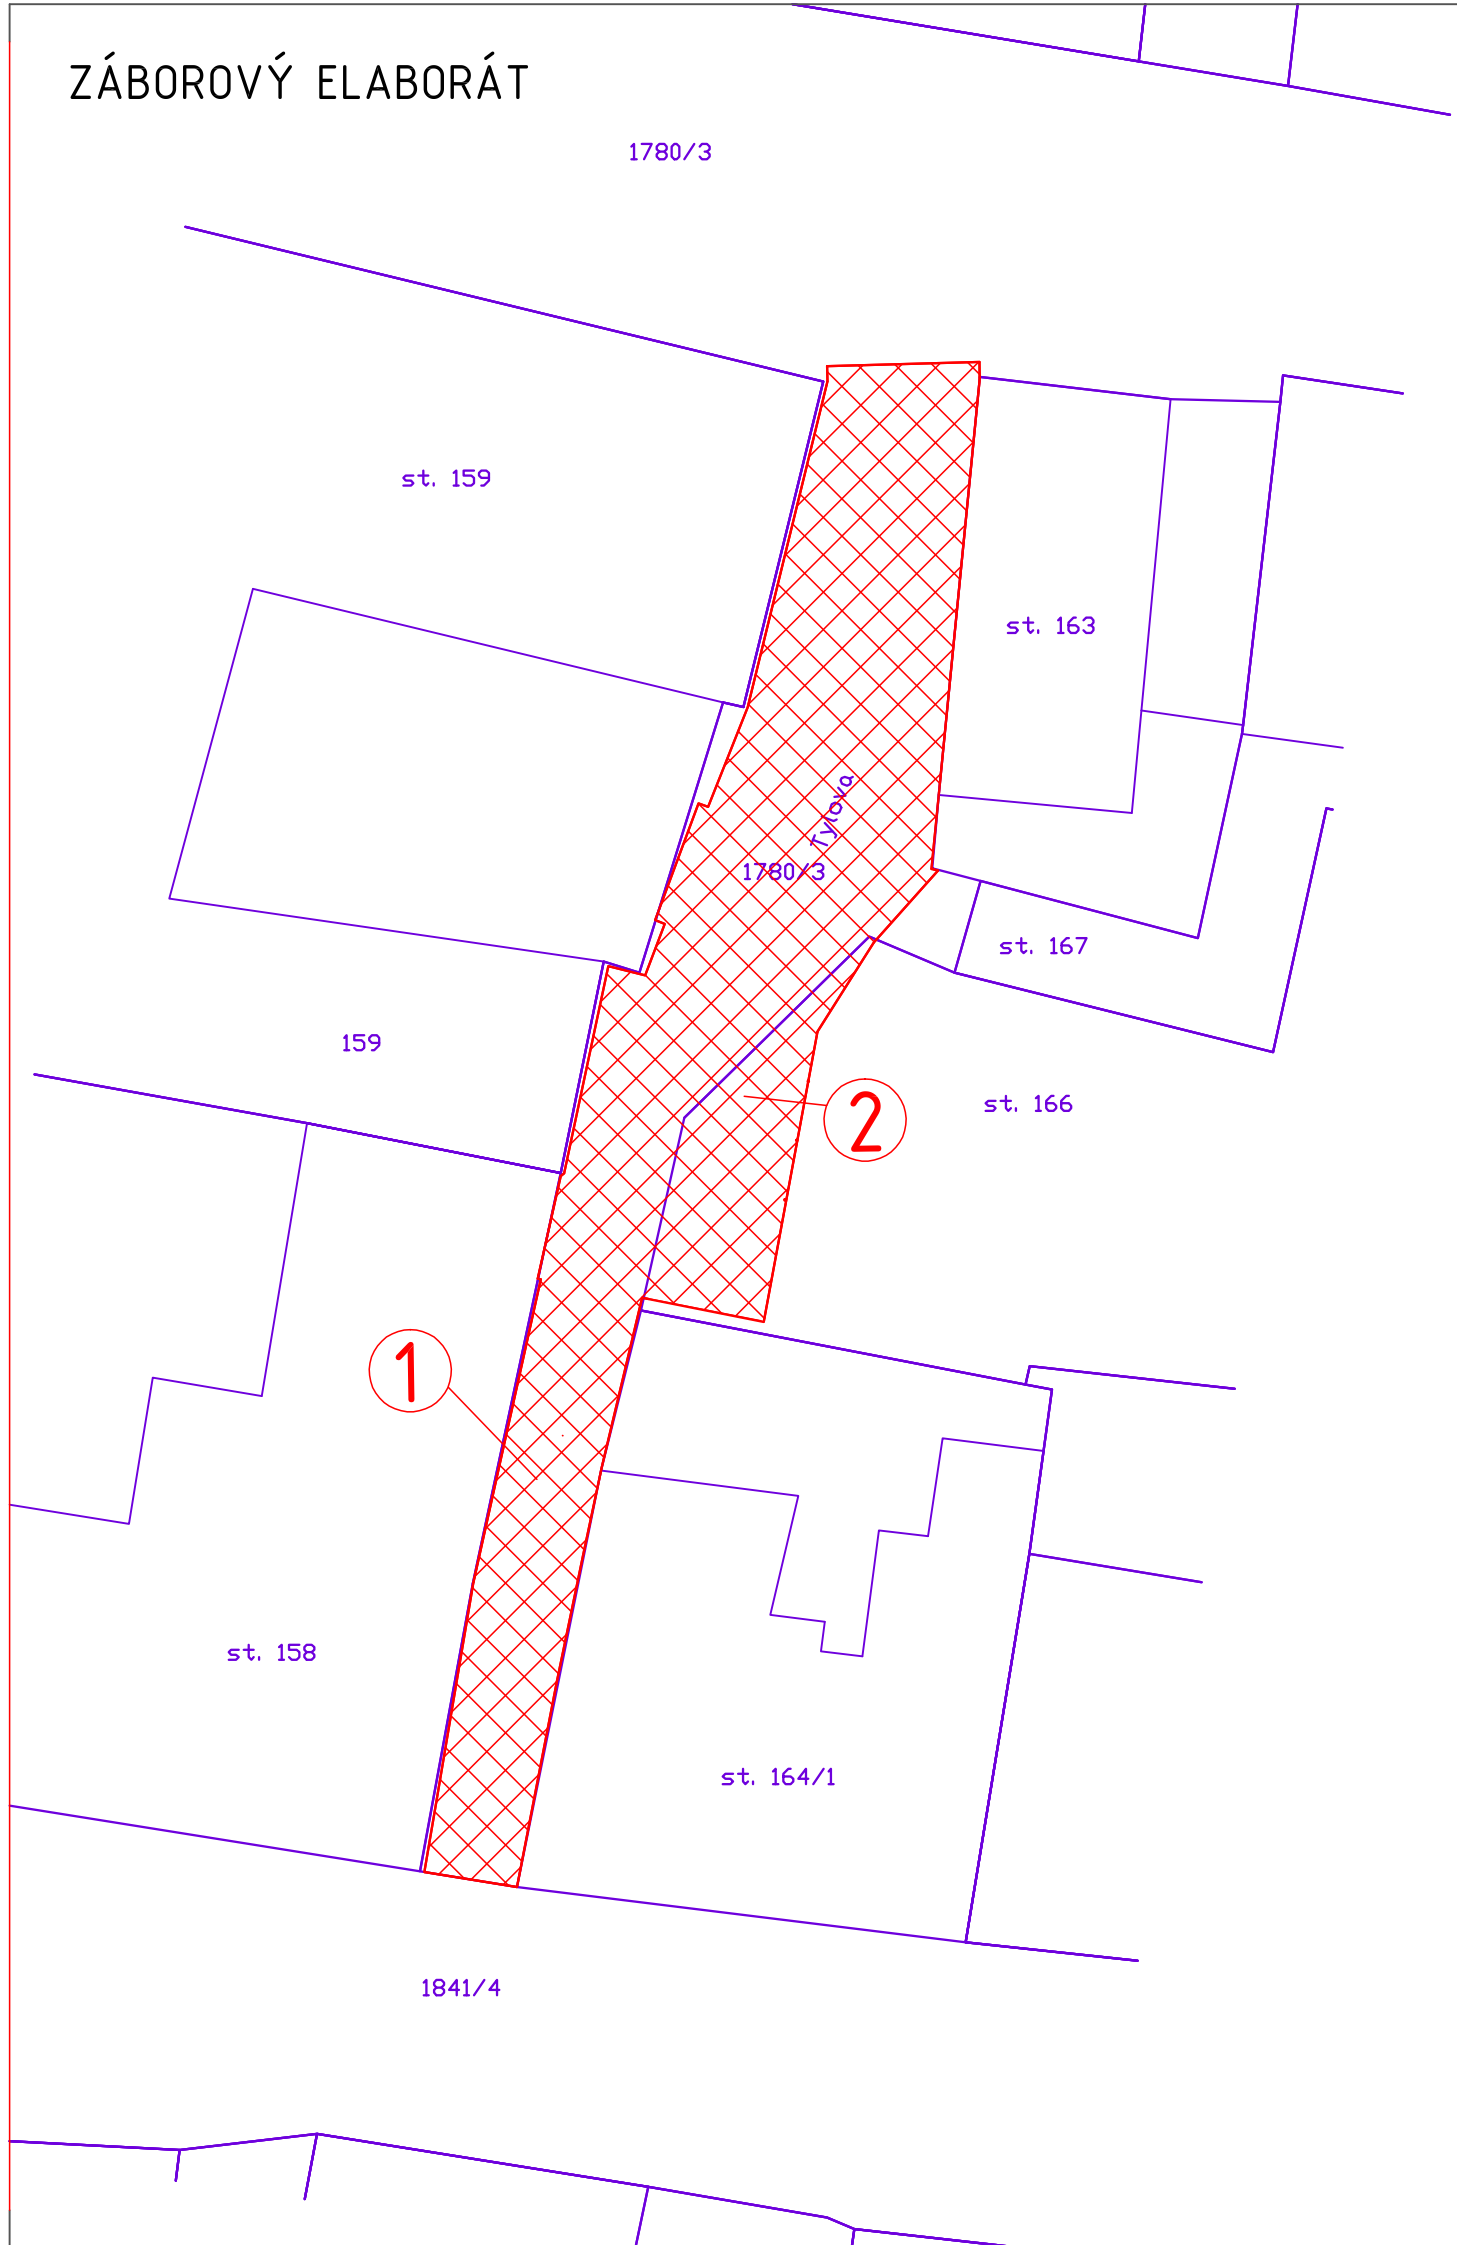 ZÁBOROVÝ ELABORÁT
1780/3
st. 159
st. 163
Tylova
1780/3
st. 167
159
st. 166
2
1
st. 158
st. 164/1
1841/4